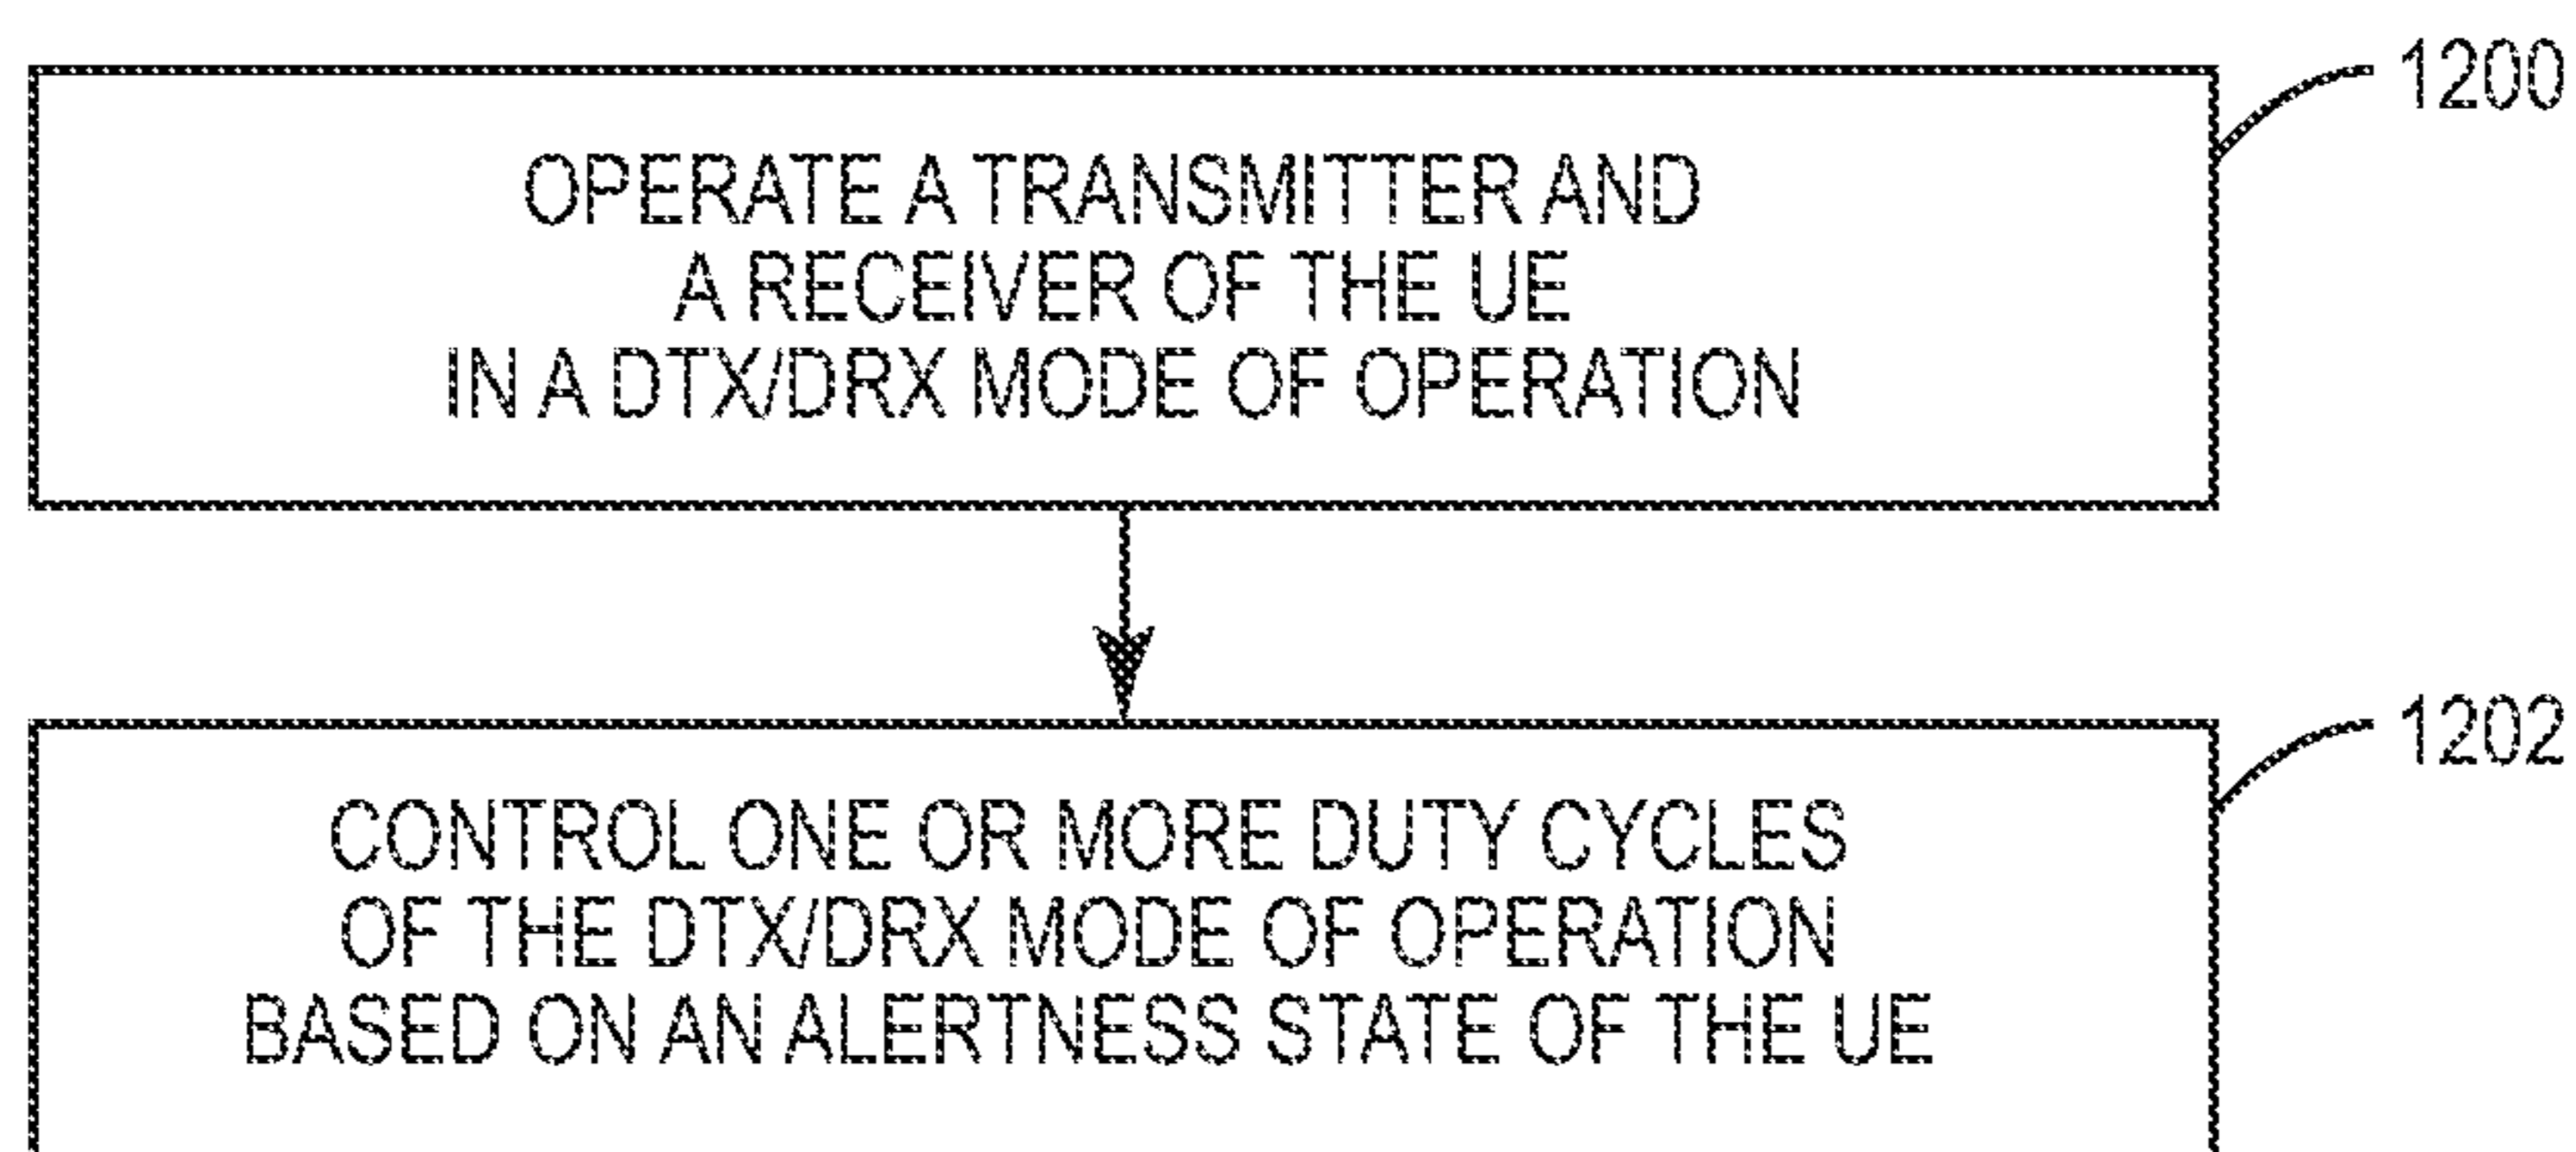 1200
OPERATE A TRANSMITTER AND
A RECEIVER OF THE UE
IN A DTX/DRX MODE OF OPERATION
1202
CONTROL ONE OR MORE DUTY CYCLES
OF THE DTX/DRX MODE OF OPERATION
BASED ON AN ALERTNESS STATE OF THE UE